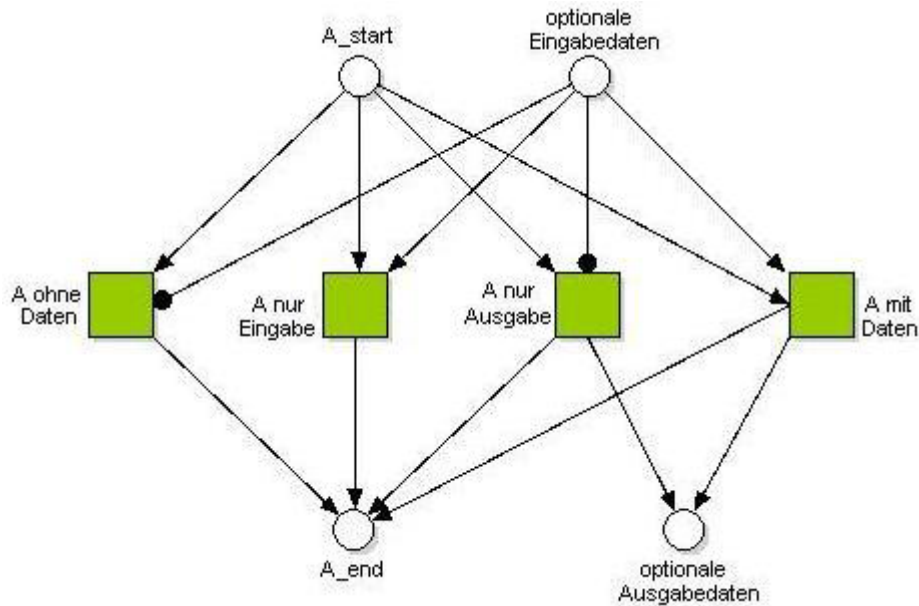 A_start
optionale
Eingabedaten
A ohne
Daten
A nur
Eingabe
A nur
Ausgabe
A mit
Daten
A_end
optionale
Ausgabedaten